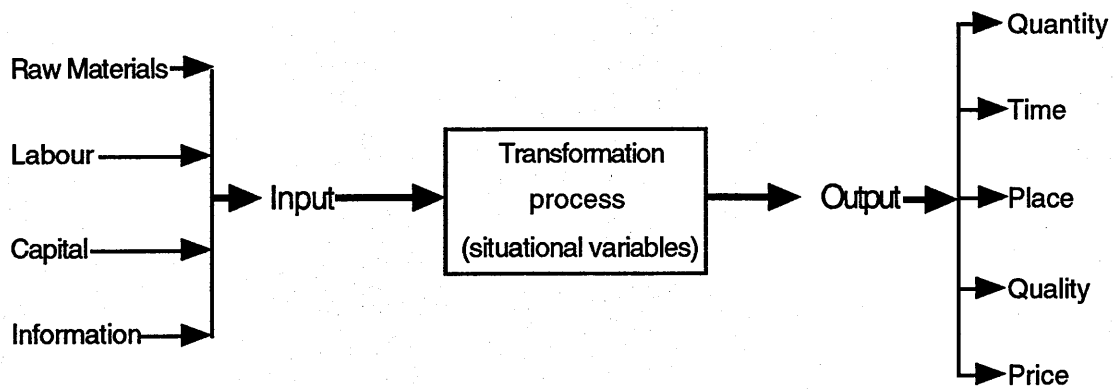 Raw Materials
Labour
Capital
Information
Input
Transformation
process
(situational variables)
Output
Quantity
Time
Place
Quality
Price